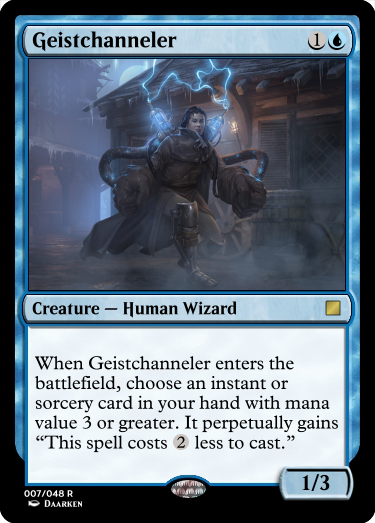 Geistchanneler 1
Creature — Human Wizard
When Geistchanneler enters the
battlefield, choose an instant or
sorcery card in your hand with mana
value 3 or greater. It perpetually gains
“This spell costs 2 less to cast.”
1/3
007/048 R
Daarken